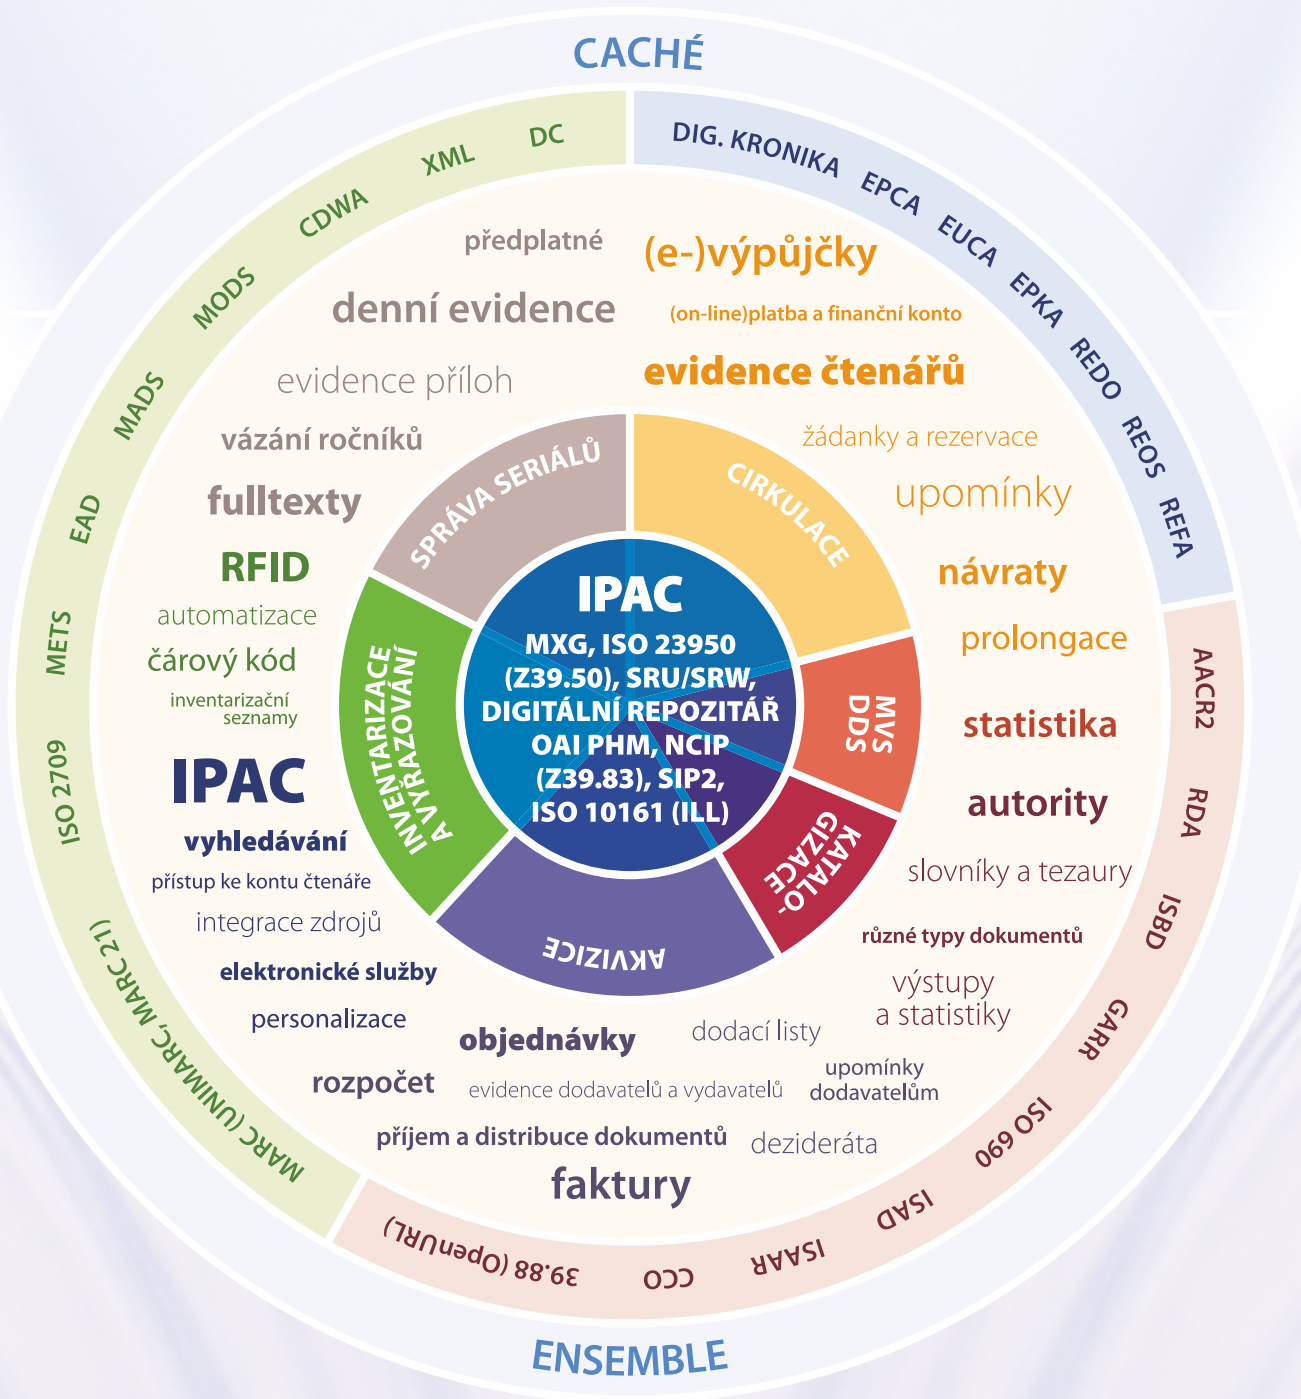 CACHÉ
DC
XML
CDWA
MODS
MADS
EAD
METS
ISO 2709
MARC (UNIMARC, MARC 21)
DIG. KRONIKA
EPCA
EUCA
EPKA
REDO
REOS
REFA
AACR2
RDA
ISBD
GARR
ISO 690
ISAD
ISAAR
CCO
39.88 (OpenURL)
předplatné
denní evidence
evidence příloh
vázání ročníků
fulltexty
(e-)výpůjčky
(on-line)platba a finanční konto
evidence čtenářů
žádanky a rezervace
upomínky
návraty
prolongace
statistika
autority
slovníky a tezaury
různé typy dokumentů
výstupy
a statistiky
RFID
automatizace
čárový kód
inventarizační
seznamy
IPAC
vyhledávání
přístup ke kontu čtenáře
integrace zdrojů
elektronické služby
personalizace
objednávky
dodací listy
rozpočet
evidence dodavatelů a vydavatelů
upomínky
dodavatelům
příjem a distribuce dokumentů
dezideráta
faktury
SPRÁVA SERIÁLŮ
CIRKULACE
MVS
DDS
KATALO-
GIZACE
AKVIZICE
INVENTARIZACE
A VYŘAZOVÁNÍ
IPAC
MXG, ISO 23950
(Z39.50), SRU/SRW,
DIGITÁLNÍ REPOZITÁŘ
OAI PHM, NCIP
(Z39.83), SIP2,
ISO 10161 (ILL)
ENSEMBLE